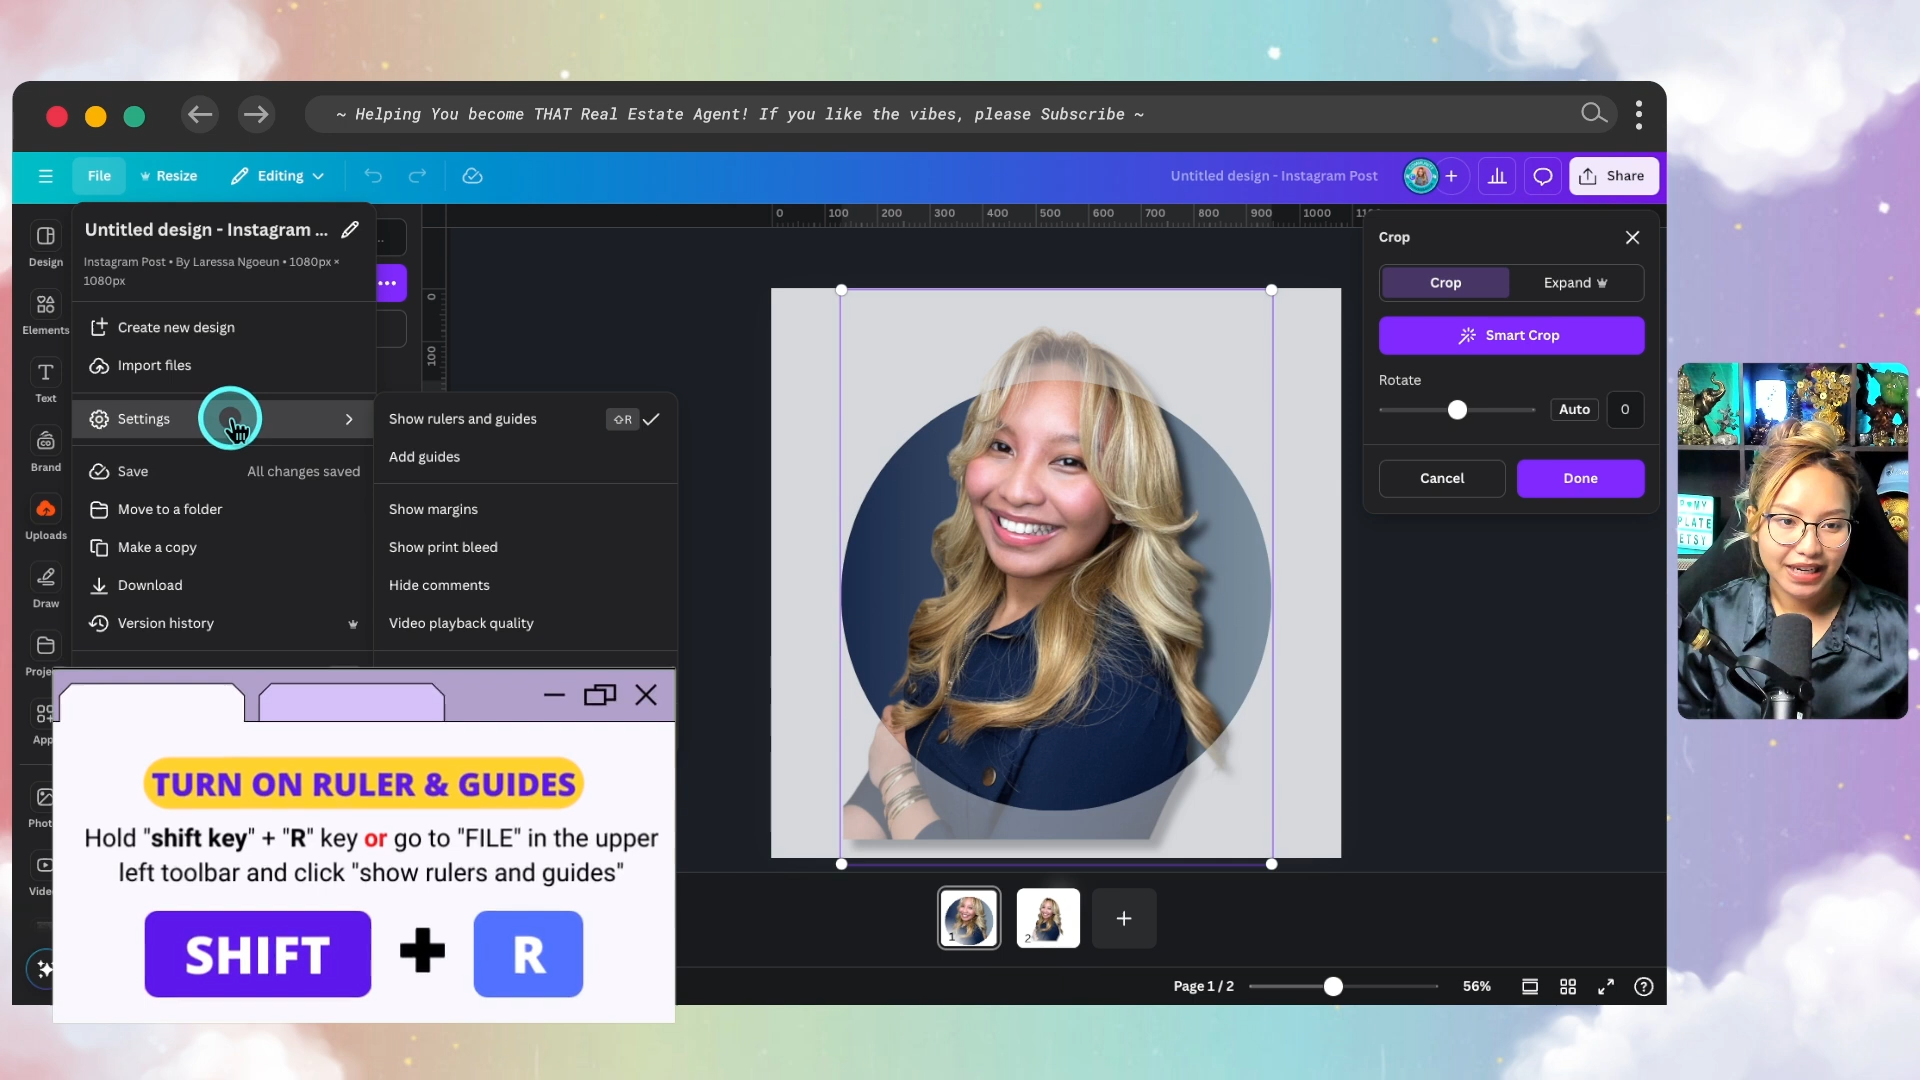 ~ Helping You become THAT Real Estate Agent! If you like the vibes, please Subscribe ~
File
Resize
Editing
Untitled design - Instagram Post
Share
Untitled design - Instagram ...
Instagram Post • By Laressa Ngoeun • 1080px ×
1080px
Create new design
Import files
Settings
Save
All changes saved
Move to a folder
Make a copy
Download
Version history
Show rulers and guides
⇧R
Add guides
Show margins
Show print bleed
Hide comments
Video playback quality
Design
Elements
Text
Brand
Uploads
Draw
0 100 200 300 400 500 600 700 800 900 1000
0
100
Crop
Crop
Expand
Smart Crop
Rotate
Auto
0
Cancel
Done
TURN ON RULER & GUIDES
Hold "shift key" + "R" key or go to "FILE" in the upper
left toolbar and click "show rulers and guides"
SHIFT + R
1
2
Page 1 / 2
56%